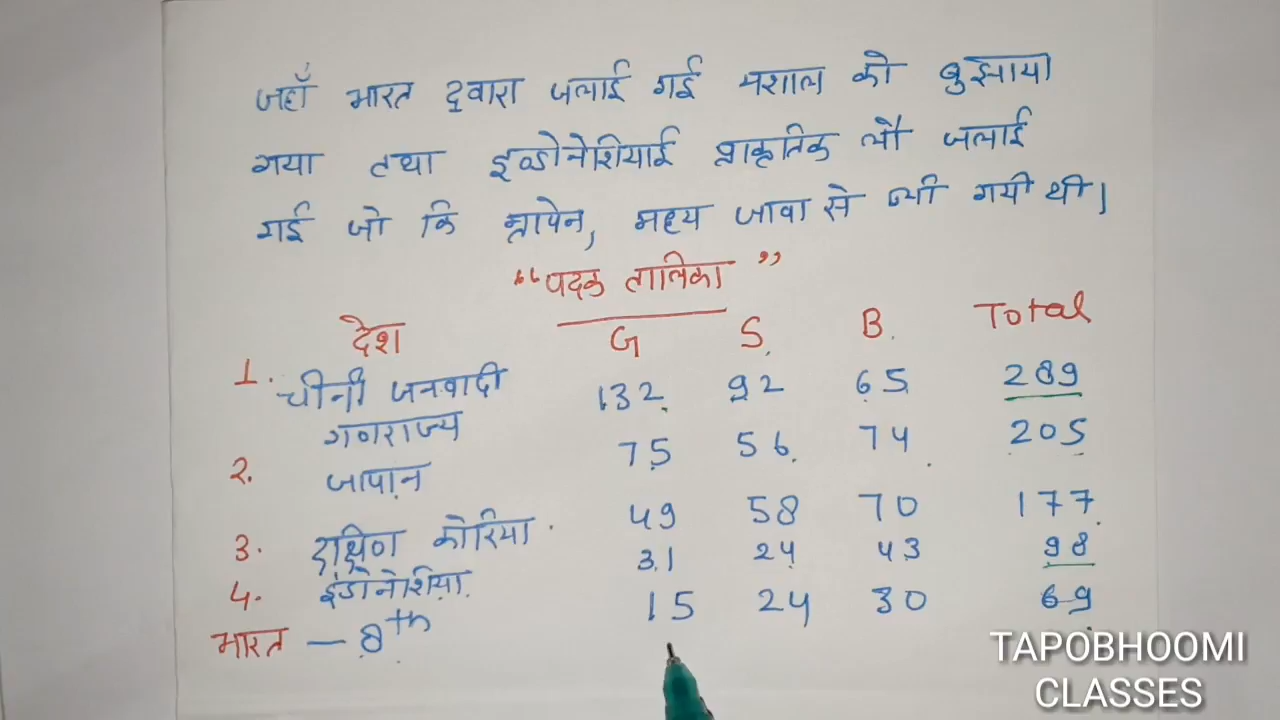 जहाँ भारत द्वारा जलाई गई मशाल को बुझाया
गया तथा इण्डोनेशियाई प्राकृतिक लौ जलाई
गई जो कि म्रापेन, मध्य जावा से ली गयी थी।
“पदक तालिका”
देश G S. B. Total
1. चीनी जनवादी गणराज्य 132 92 65 289
2. जापान 75 56 74 205
3. दक्षिण कोरिया 49 58 70 177
4. इंडोनेशिया 31 24 43 98
भारत — 8th 15 24 30 69
TAPOBHOOMI
CLASSES